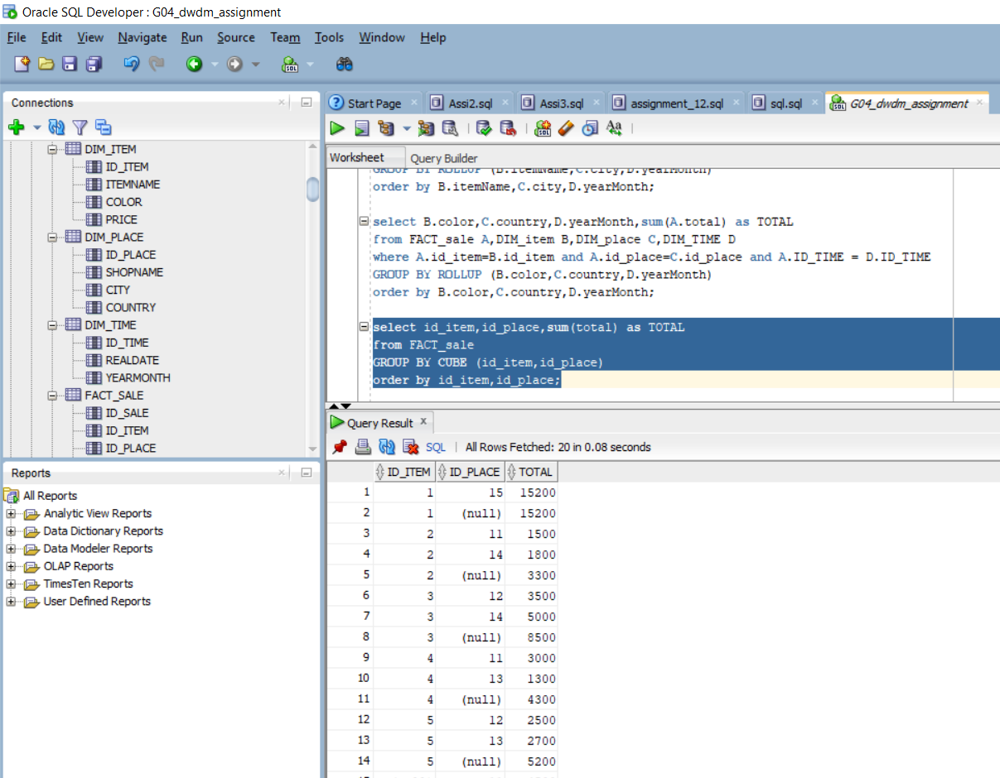 Oracle SQL Developer : G04_dwdm_assignment
File Edit View Navigate Run Source Team Tools Window Help
Connections
DIM_ITEM
ID_ITEM
ITEMNAME
COLOR
PRICE
DIM_PLACE
ID_PLACE
SHOPNAME
CITY
COUNTRY
DIM_TIME
ID_TIME
REALDATE
YEARMONTH
FACT_SALE
ID_SALE
ID_ITEM
ID_PLACE
Reports
All Reports
Analytic View Reports
Data Dictionary Reports
Data Modeler Reports
OLAP Reports
TimesTen Reports
User Defined Reports
Start Page Assi2.sql Assi3.sql assignment_12.sql sql.sql G04_dwdm_assignment
Worksheet Query Builder
GROUP BY ROLLUP (B.itemName,C.city,D.yearMonth)
order by B.itemName,C.city,D.yearMonth;
select B.color,C.country,D.yearMonth,sum(A.total) as TOTAL
from FACT_sale A,DIM_item B,DIM_place C,DIM_TIME D
where A.id_item=B.id_item and A.id_place=C.id_place and A.ID_TIME = D.ID_TIME
GROUP BY ROLLUP (B.color,C.country,D.yearMonth)
order by B.color,C.country,D.yearMonth;
select id_item,id_place,sum(total) as TOTAL
from FACT_sale
GROUP BY CUBE (id_item,id_place)
order by id_item,id_place;
Query Result x
SQL | All Rows Fetched: 20 in 0.08 seconds
ID_ITEM ID_PLACE TOTAL
1 1 15 15200
2 1 (null) 15200
3 2 11 1500
4 2 14 1800
5 2 (null) 3300
6 3 12 3500
7 3 14 5000
8 3 (null) 8500
9 4 11 3000
10 4 13 1300
11 4 (null) 4300
12 5 12 2500
13 5 13 2700
14 5 (null) 5200